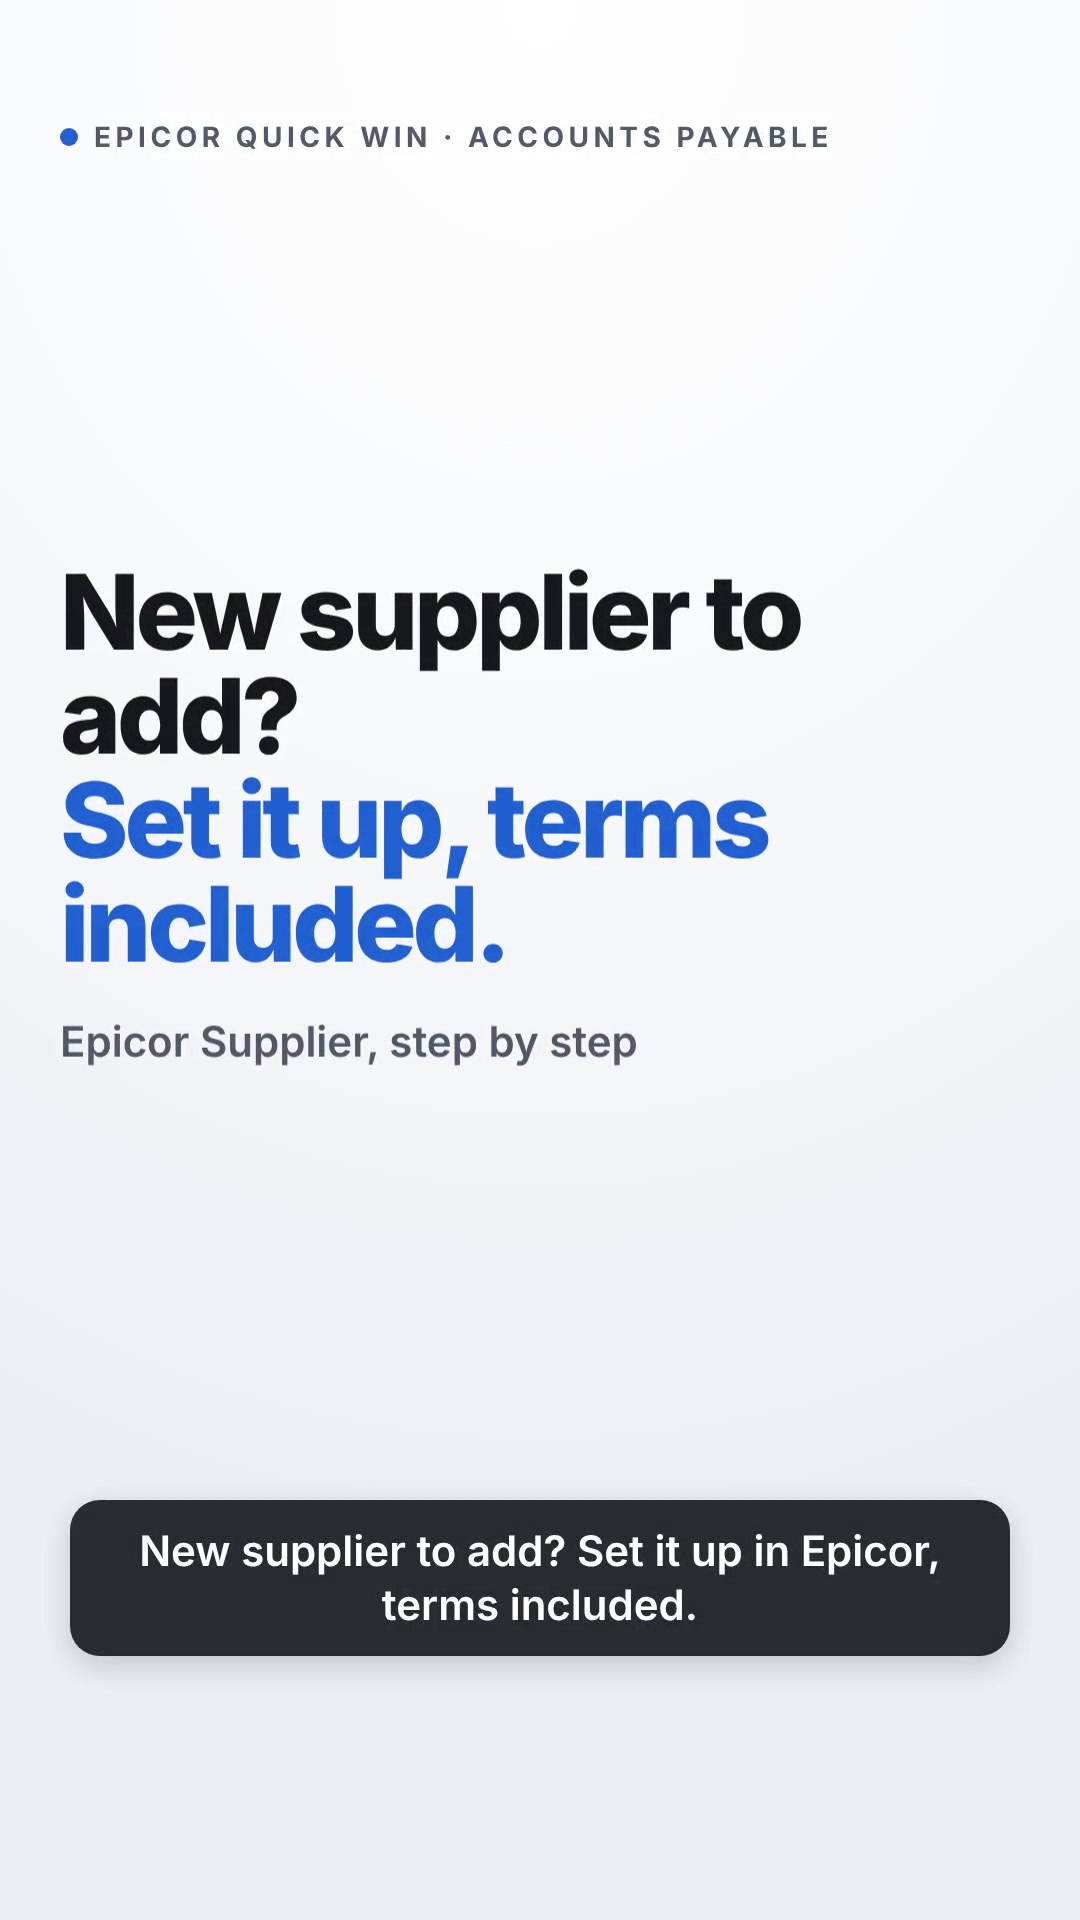 EPICOR QUICK WIN · ACCOUNTS PAYABLE
New supplier to
add?
Set it up, terms
included.
Epicor Supplier, step by step
New supplier to add? Set it up in Epicor,
terms included.